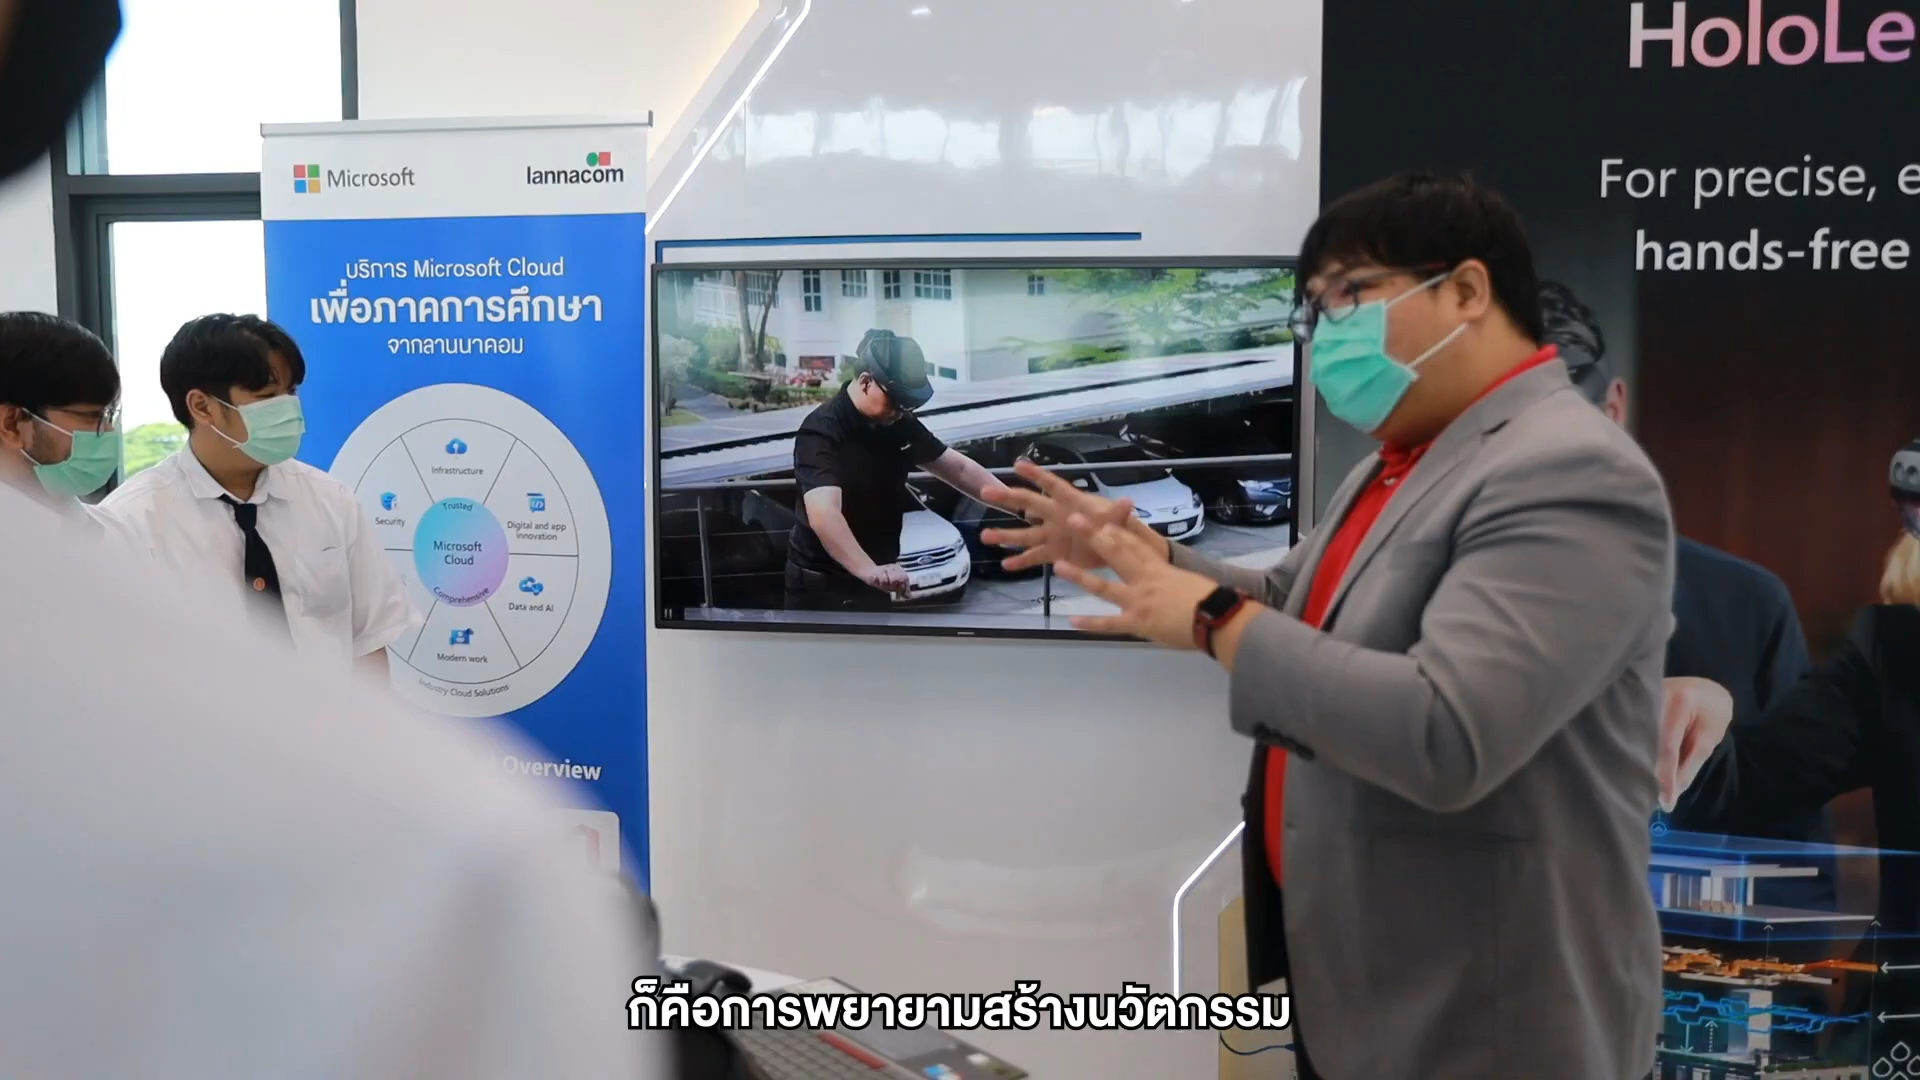 Microsoft
lannacom
บริการ Microsoft Cloud
เพื่อภาคการศึกษา
จากลานนาคอม
Infrastructure
Security
Trusted
Digital and app
innovation
Microsoft
Cloud
Comprehensive
Data and AI
Modern work
Industry Cloud Solutions
Overview
HoloLe
For precise, e
hands-free
ก็คือการพยายามสร้างนวัตกรรม